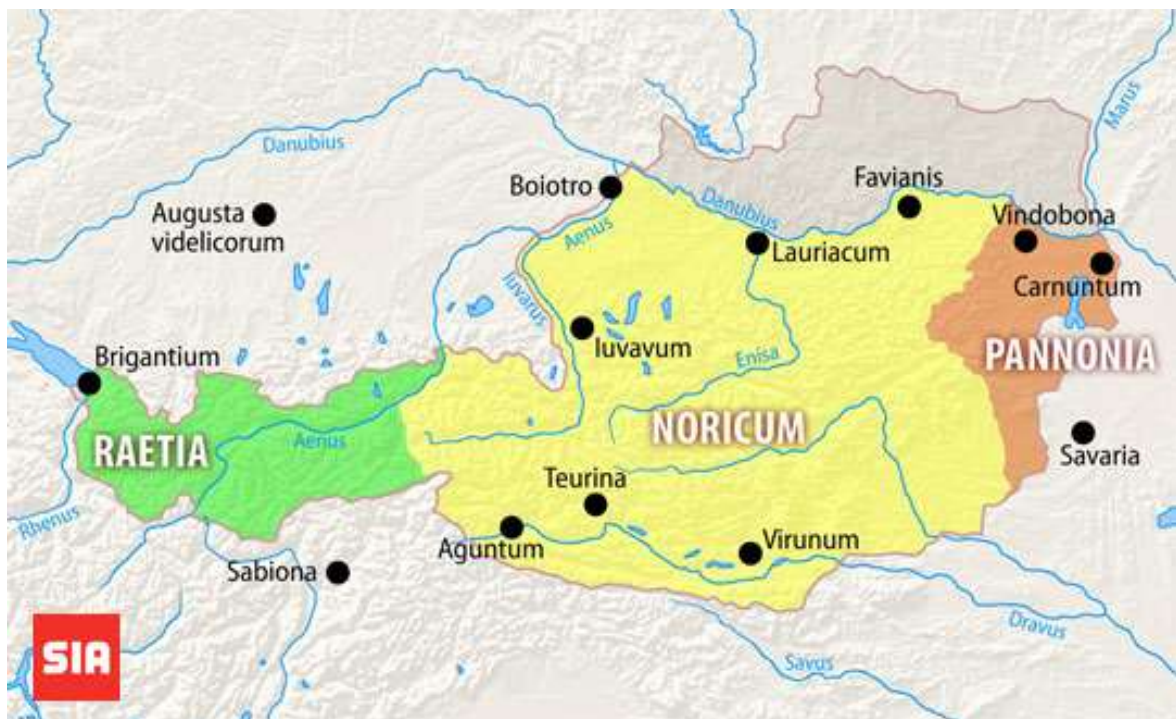 Danubius
Marus
Boiotro
Favianis
Augusta
videlicorum
Danubius
Vindobona
Aenus
Lauriacum
Carnuntum
Iuvarus
Iuvavum
Brigantium
Enisa
PANNONIA
RAETIA
Aenus
NORICUM
Savaria
Teurina
Rhenus
Aguntum
Virunum
Sabiona
Dravus
SIA
Savus